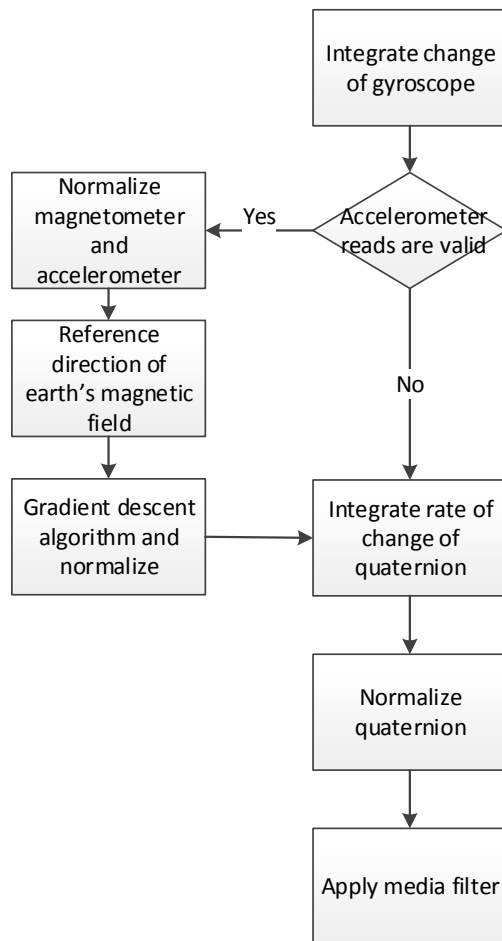 Integrate change
of gyroscope
Accelerometer
reads are valid
Yes
Normalize
magnetometer
and
accelerometer
Reference
direction of
earth's magnetic
field
Gradient descent
algorithm and
normalize
No
Integrate rate of
change of
quaternion
Normalize
quaternion
Apply media filter